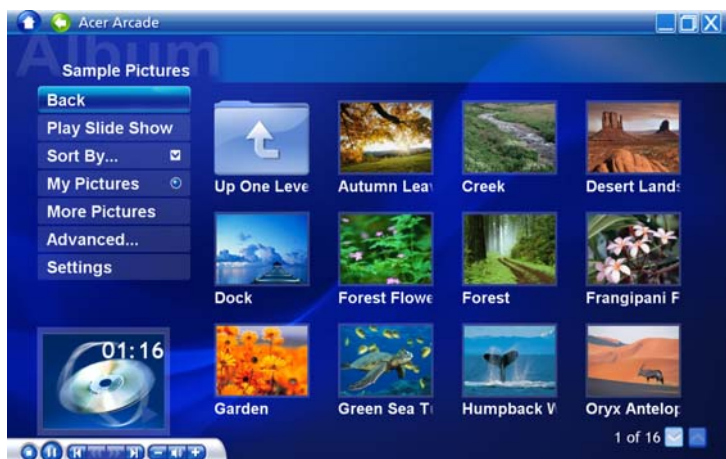 Acer Arcade
Album
Sample Pictures
Back
Play Slide Show
Sort By...
My Pictures
More Pictures
Advanced...
Settings
Up One Leve
Autumn Lea
Creek
Desert Lands
Dock
Forest Flowe
Forest
Frangipani F
Garden
Green Sea T
Humpback W
Oryx Antelop
01:16
1 of 16